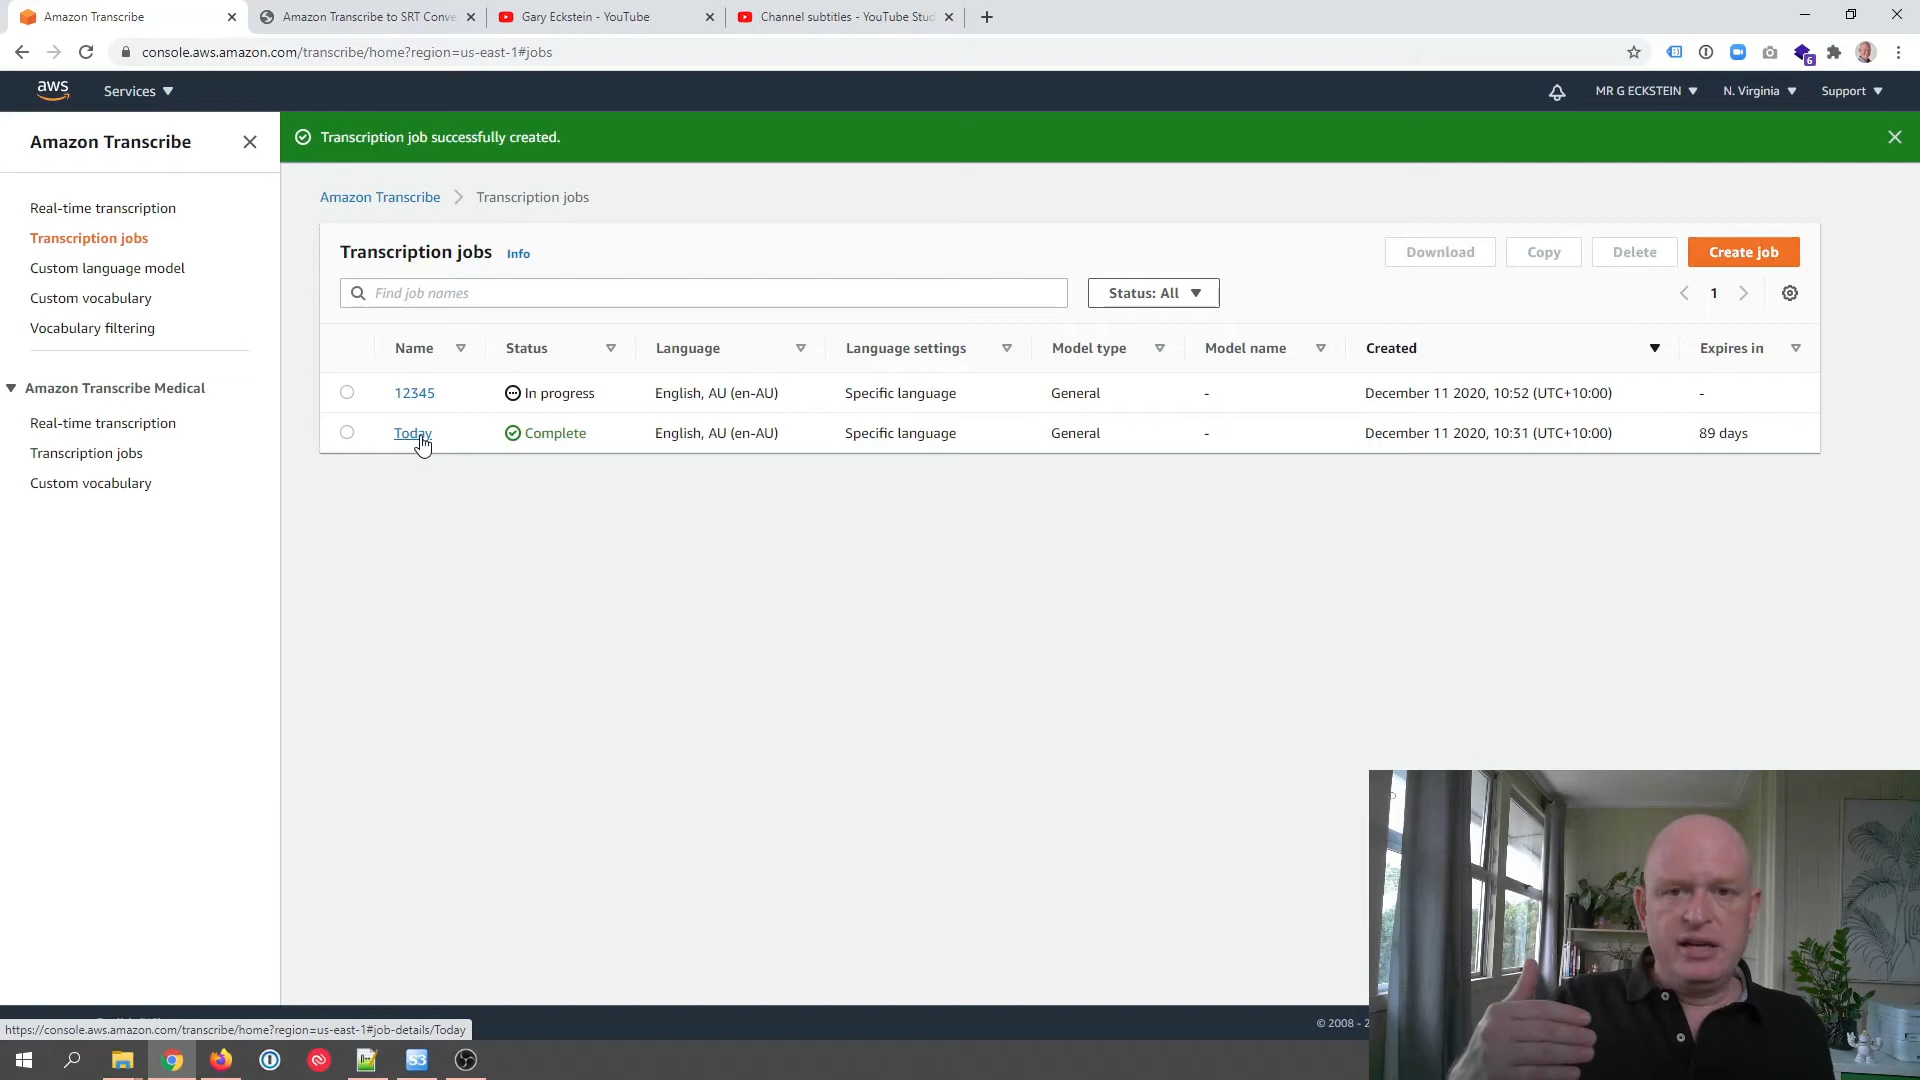 Amazon Transcribe
Amazon Transcribe to SRT Conve
Gary Eckstein - YouTube
Channel subtitles - YouTube Stud
console.aws.amazon.com/transcribe/home?region=us-east-1#jobs
6
aws
Services
MR G ECKSTEIN
N. Virginia
Support
Amazon Transcribe
Transcription job successfully created.
Real-time transcription
Transcription jobs
Custom language model
Custom vocabulary
Vocabulary filtering
Amazon Transcribe Medical
Real-time transcription
Transcription jobs
Custom vocabulary
Amazon Transcribe > Transcription jobs
Transcription jobs Info
Download
Copy
Delete
Create job
Find job names
Status: All
1
Name Status Language Language settings Model type Model name Created Expires in
12345 In progress English, AU (en-AU) Specific language General - December 11 2020, 10:52 (UTC+10:00) -
Today Complete English, AU (en-AU) Specific language General - December 11 2020, 10:31 (UTC+10:00) 89 days
© 2008 - 2
https://console.aws.amazon.com/transcribe/home?region=us-east-1#job-details/Today
S3